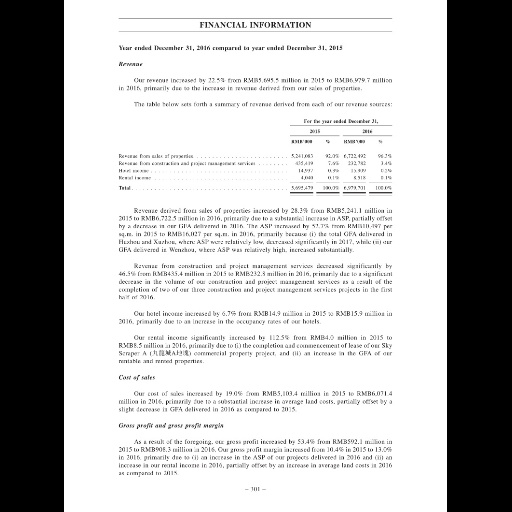 FINANCIAL INFORMATION
Year ended December 31, 2016 compared to year ended December 31, 2015
Revenue
Our revenue increased by 22.5% from RMB5,695.5 million in 2015 to RMB6,979.7 million
in 2016, primarily due to the increase in revenue derived from our sales of properties.
The table below sets forth a summary of revenue derived from each of our revenue sources:
For the year ended December 31,
2015 2016
RMB'000 % RMB'000 %
Revenue from sales of properties 5,241,083 92.0% 6,722,492 96.3%
Revenue from construction and project management services 435,419 7.6% 232,782 3.4%
Hotel income 14,937 0.3% 15,909 0.2%
Rental income 4,040 0.1% 8,518 0.1%
Total 5,695,479 100.0% 6,979,701 100.0%
Revenue derived from sales of properties increased by 28.3% from RMB5,241.1 million in
2015 to RMB6,722.5 million in 2016, primarily due to a substantial increase in ASP, partially offset
by a decrease in our GFA delivered in 2016. The ASP increased by 52.7% from RMB10,497 per
sq.m. in 2015 to RMB16,027 per sq.m. in 2016, primarily because (i) the total GFA delivered in
Huzhou and Xuzhou, where ASP were relatively low, decreased significantly in 2017, while (ii) our
GFA delivered in Wenzhou, where ASP was relatively high, increased substantially.
Revenue from construction and project management services decreased significantly by
46.5% from RMB435.4 million in 2015 to RMB232.8 million in 2016, primarily due to a significant
decrease in the volume of our construction and project management services as a result of the
completion of two of our three construction and project management services projects in the first
half of 2016.
Our hotel income increased by 6.7% from RMB14.9 million in 2015 to RMB15.9 million in
2016, primarily due to an increase in the occupancy rates of our hotels.
Our rental income significantly increased by 112.5% from RMB4.0 million in 2015 to
RMB8.5 million in 2016, primarily due to (i) the completion and commencement of lease of our Sky
Scraper A (九龍城A地塊) commercial property project, and (ii) an increase in the GFA of our
rentable and rented properties.
Cost of sales
Our cost of sales increased by 19.0% from RMB5,103.4 million in 2015 to RMB6,071.4
million in 2016, primarily due to a substantial increase in average land costs, partially offset by a
slight decrease in GFA delivered in 2016 as compared to 2015.
Gross profit and gross profit margin
As a result of the foregoing, our gross profit increased by 53.4% from RMB592.1 million in
2015 to RMB908.3 million in 2016. Our gross profit margin increased from 10.4% in 2015 to 13.0%
in 2016, primarily due to (i) an increase in the ASP of our projects delivered in 2016 and (ii) an
increase in our rental income in 2016, partially offset by an increase in average land costs in 2016
as compared to 2015.
– 301 –